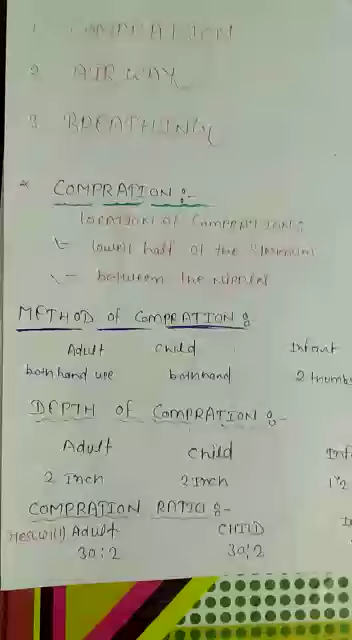 1 COMPRATION
2 AIRWAY
3 BREATHING
* COMPRATION :-
location of compration :
lower half of the sternum
between the nipple
METHOD of COMPRATION :
Adult child Infant
both hand use both hand 2 thumbs
DEPTH OF COMPRATION :-
Adult child Inf
2 Inch 2 Inch 1½
COMPRATION RATIO :-
Adult CHILD I
30:2 30:2